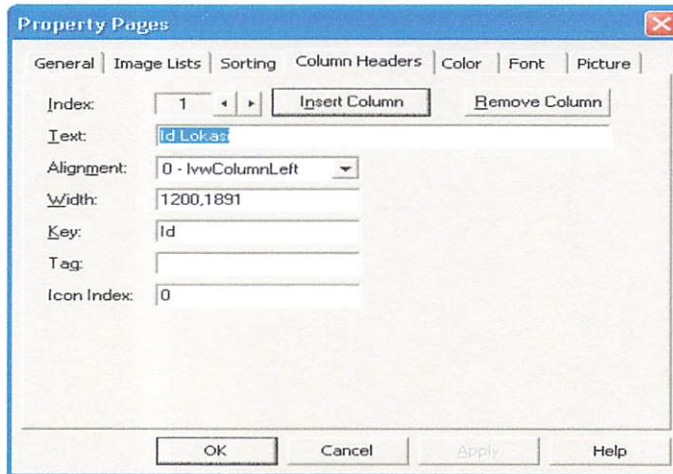 Property Pages
General Image Lists Sorting Column Headers Color Font Picture
Index: 1 Insert Column Remove Column
Text: Id Lokasi
Alignment: 0 - lvwColumnLeft
Width: 1200,1891
Key: Id
Tag:
Icon Index: 0
OK Cancel Apply Help